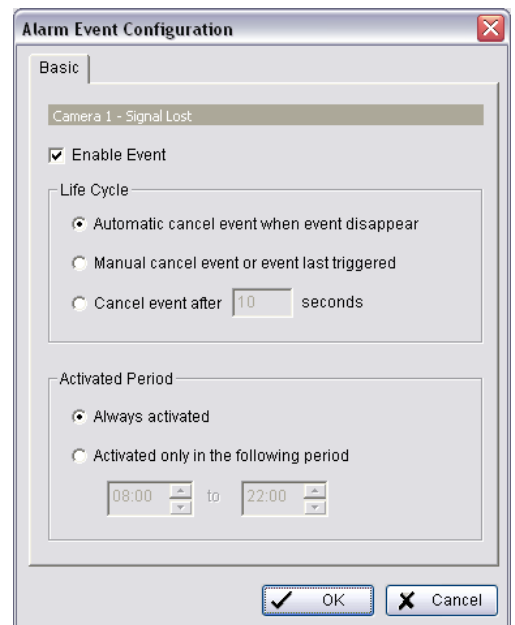 Alarm Event Configuration
Basic
Camera 1 - Signal Lost
Enable Event
Life Cycle
Automatic cancel event when event disappear
Manual cancel event or event last triggered
Cancel event after 10 seconds
Activated Period
Always activated
Activated only in the following period
08:00 to 22:00
OK Cancel